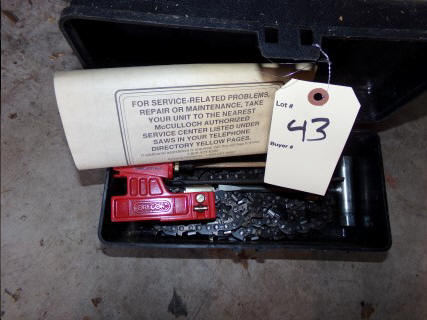 FOR SERVICE-RELATED PROBLEMS,
REPAIR OR MAINTENANCE, TAKE
YOUR UNIT TO THE NEAREST
McCULLOCH AUTHORIZED
SERVICE CENTER LISTED UNDER
SAWS IN YOUR TELEPHONE
DIRECTORY YELLOW PAGES.
Lot #
43
Buyer #